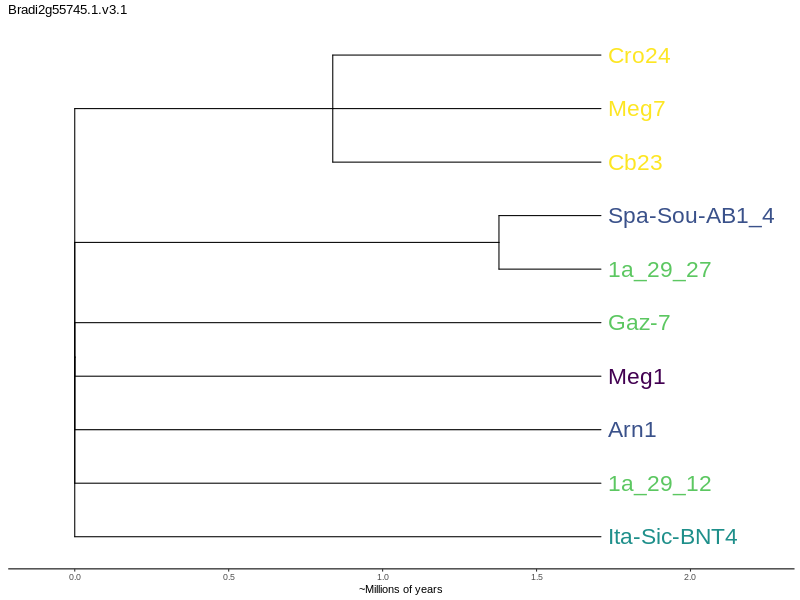 Bradi2g55745.1.v3.1
Cro24
Meg7
Cb23
Spa-Sou-AB1_4
1a_29_27
Gaz-7
Meg1
Arn1
1a_29_12
Ita-Sic-BNT4
0.0 0.5 1.0 1.5 2.0
~Millions of years